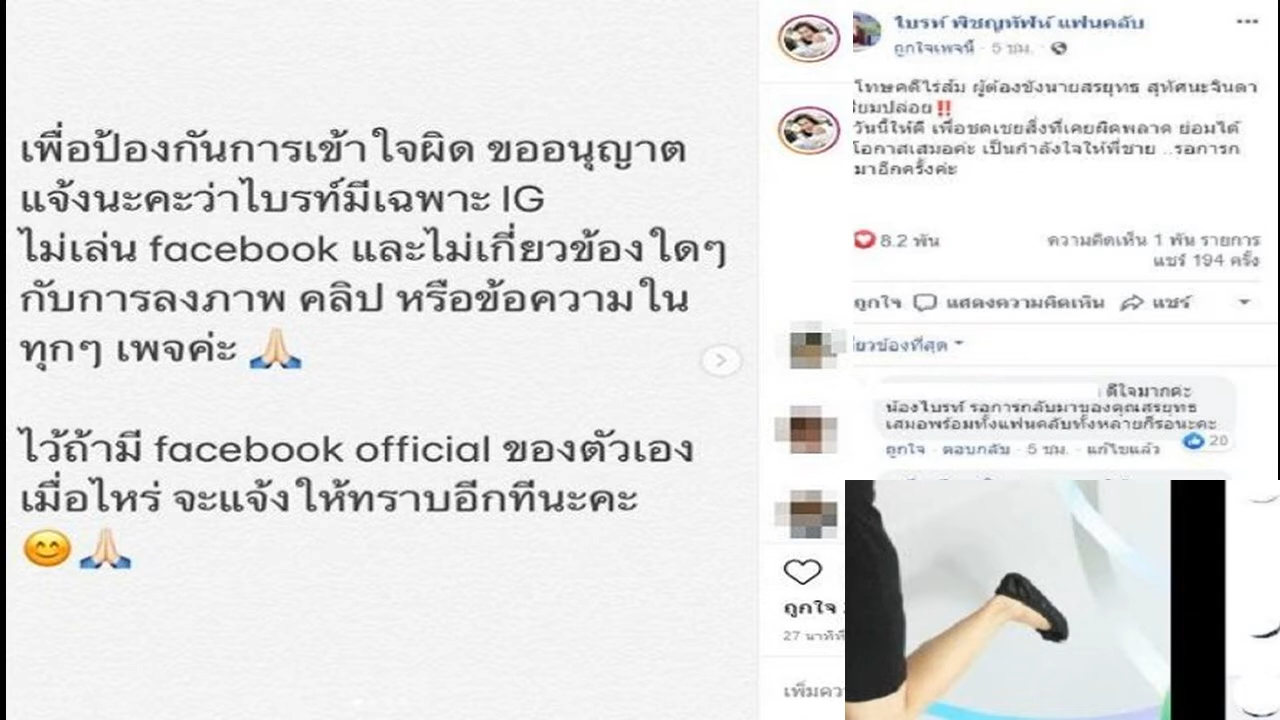 เพื่อป้องกันการเข้าใจผิด ขออนุญาต
แจ้งนะคะว่าไบรท์มีเฉพาะ IG
ไม่เล่น facebook และไม่เกี่ยวข้องใดๆ
กับการลงภาพ คลิป หรือข้อความใน
ทุกๆ เพจค่ะ 🙏🏻
ไว้ถ้ามี facebook official ของตัวเอง
เมื่อไหร่ จะแจ้งให้ทราบอีกทีนะคะ
😊🙏🏻
ไบรท์ พิชญทัฬห์ แฟนคลับ
ถูกใจเพจนี้ · 5 ชม. ·
โทษคดีไร่ส้ม ผู้ต้องขังนายสรยุทธ สุทัศนะจินดา
รียมปล่อย‼️
วันนี้ให้ดี เพื่อชดเชยสิ่งที่เคยผิดพลาด ย่อมได้
โอกาสเสมอค่ะ เป็นกำลังใจให้พี่ชาย ..รอการก
มาอีกครั้งค่ะ
8.2 พัน
ความคิดเห็น 1 พัน รายการ
แชร์ 194 ครั้ง
ถูกใจ แสดงความคิดเห็น แชร์
ยวข้องที่สุด
ดีใจมากค่ะ
น้องไบรท์ รอการกลับมาของคุณสรยุทธ
เสมอพร้อมทั้งแฟนคลับทั้งหลายก็รอนะคะ
20
ถูกใจ · ตอบกลับ · 5 ชม. · แก้ไขแล้ว
ถูกใจ
27 นาทีที่
เพิ่มคว